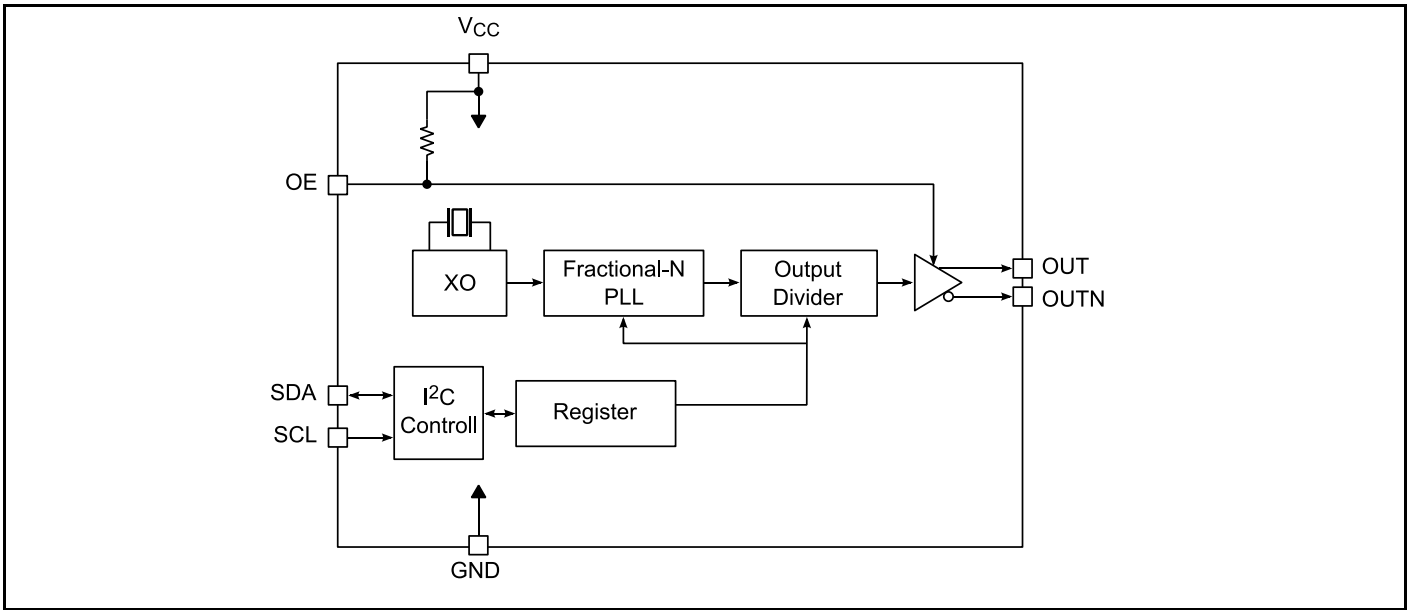 VCC
OE
XO
Fractional-N
PLL
Output
Divider
OUT
OUTN
SDA
SCL
I²C
Controll
Register
GND